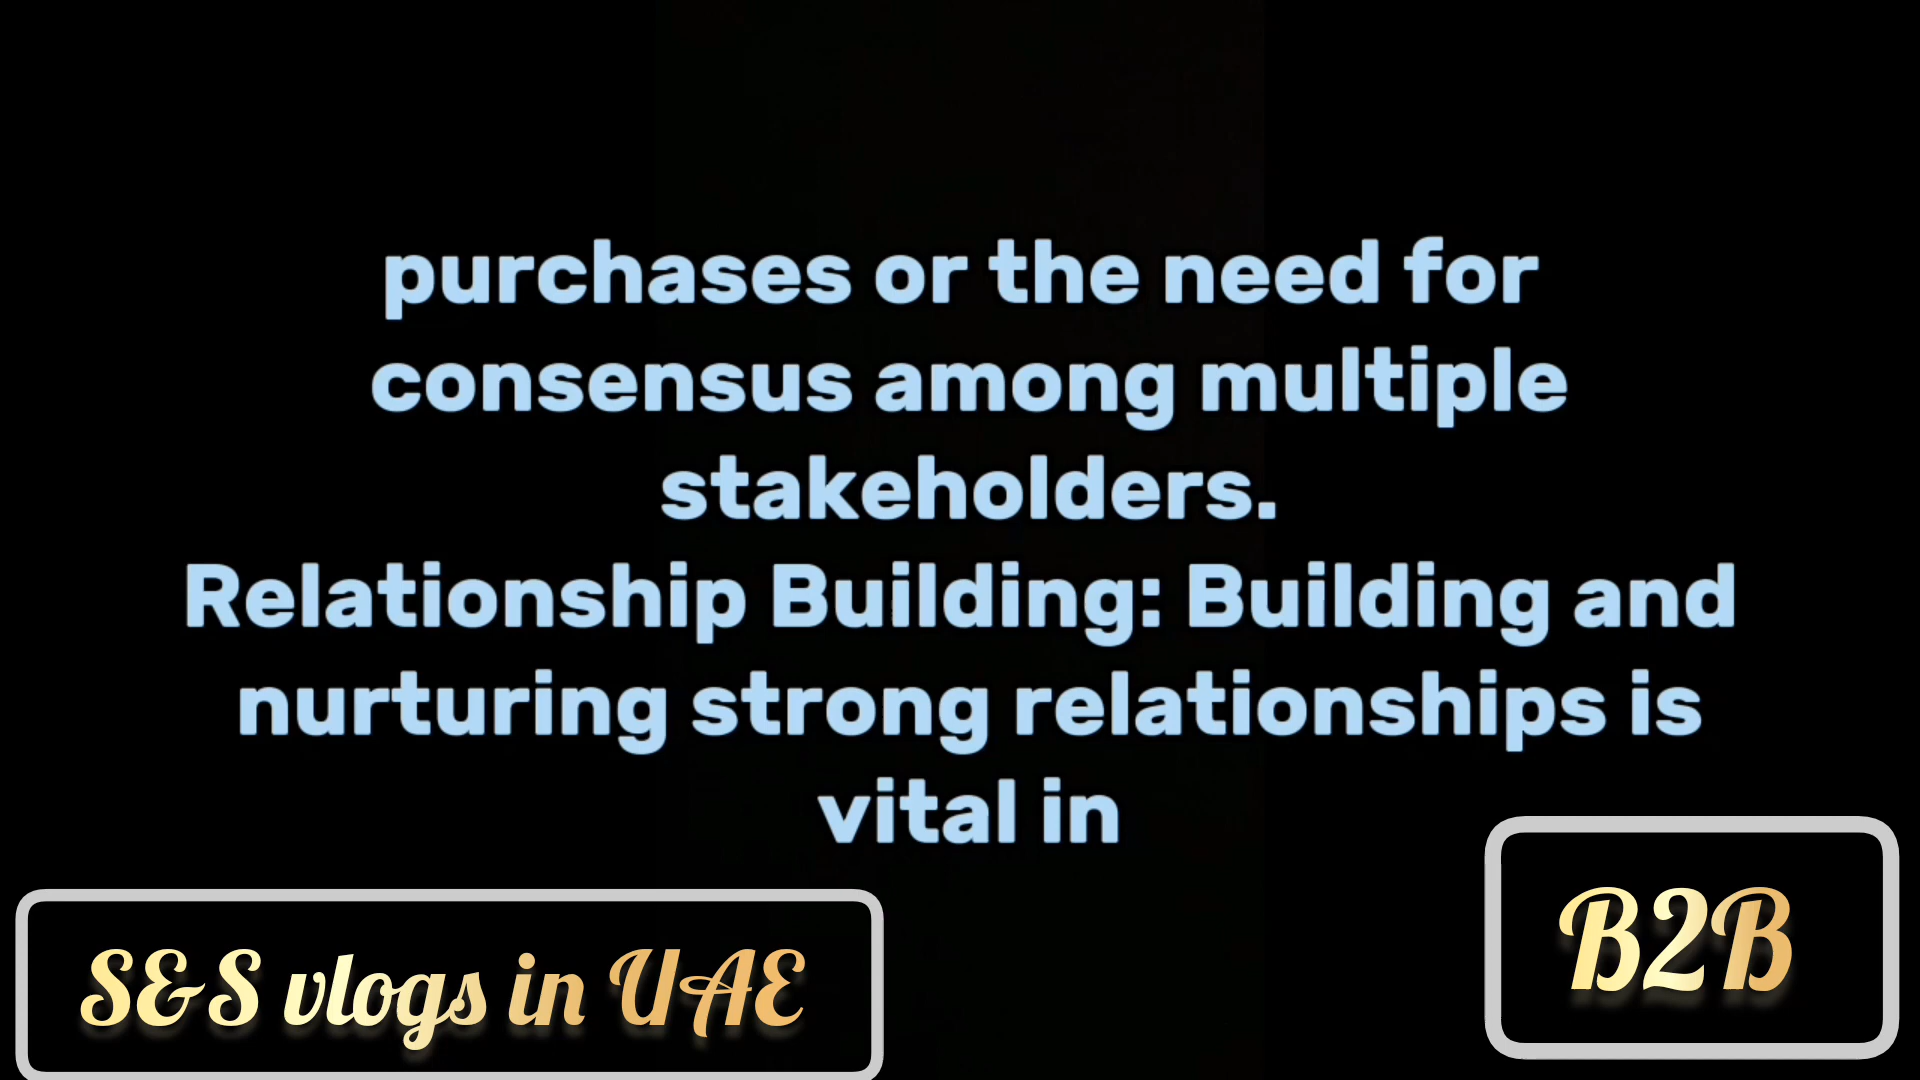 purchases or the need for
consensus among multiple
stakeholders.
Relationship Building: Building and
nurturing strong relationships is
vital in
B2B
S&S vlogs in UAE